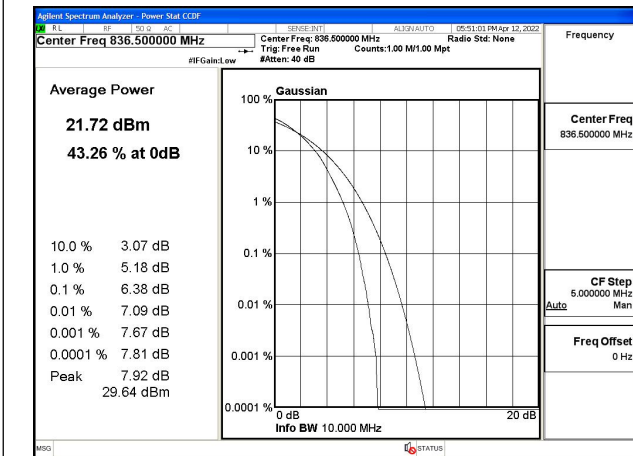 Agilent Spectrum Analyzer - Power Stat CCDF
RL RF 50 Ω AC SENSE:INT ALIGN AUTO 05:51:01 PM Apr 12, 2022
Center Freq 836.500000 MHz
Center Freq: 836.500000 MHz Radio Std: None
Trig: Free Run Counts:1.00 M/1.00 Mpt
#IFGain:Low #Atten: 40 dB
Frequency
Average Power
21.72 dBm
43.26 % at 0dB
10.0 % 3.07 dB
1.0 % 5.18 dB
0.1 % 6.38 dB
0.01 % 7.09 dB
0.001 % 7.67 dB
0.0001 % 7.81 dB
Peak 7.92 dB
29.64 dBm
Gaussian
100 %
10 %
1 %
0.1 %
0.01 %
0.001 %
0.0001 %
0 dB 20 dB
Info BW 10.000 MHz
Center Freq
836.500000 MHz
CF Step
5.000000 MHz
Auto Man
Freq Offset
0 Hz
MSG STATUS